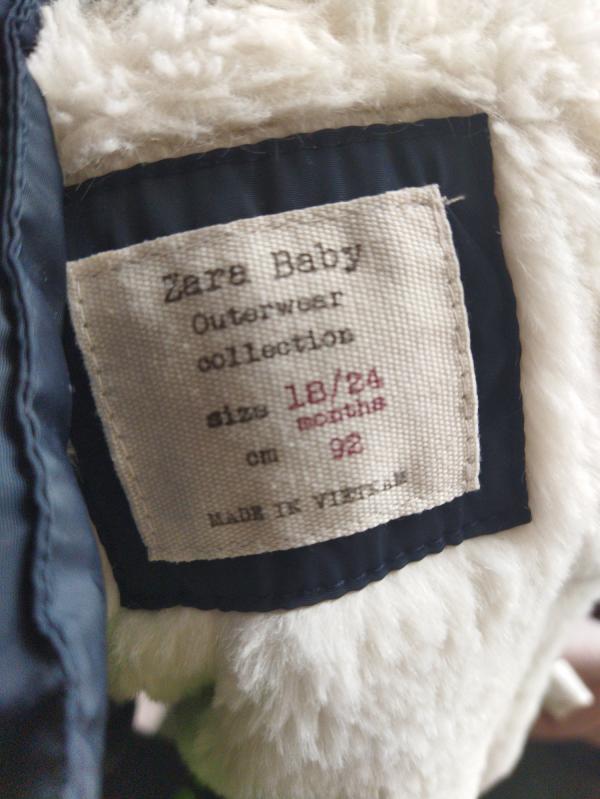 Zara Baby
Outerwear
collection
size 18/24
months
cm 92
MADE IN VIETNAM